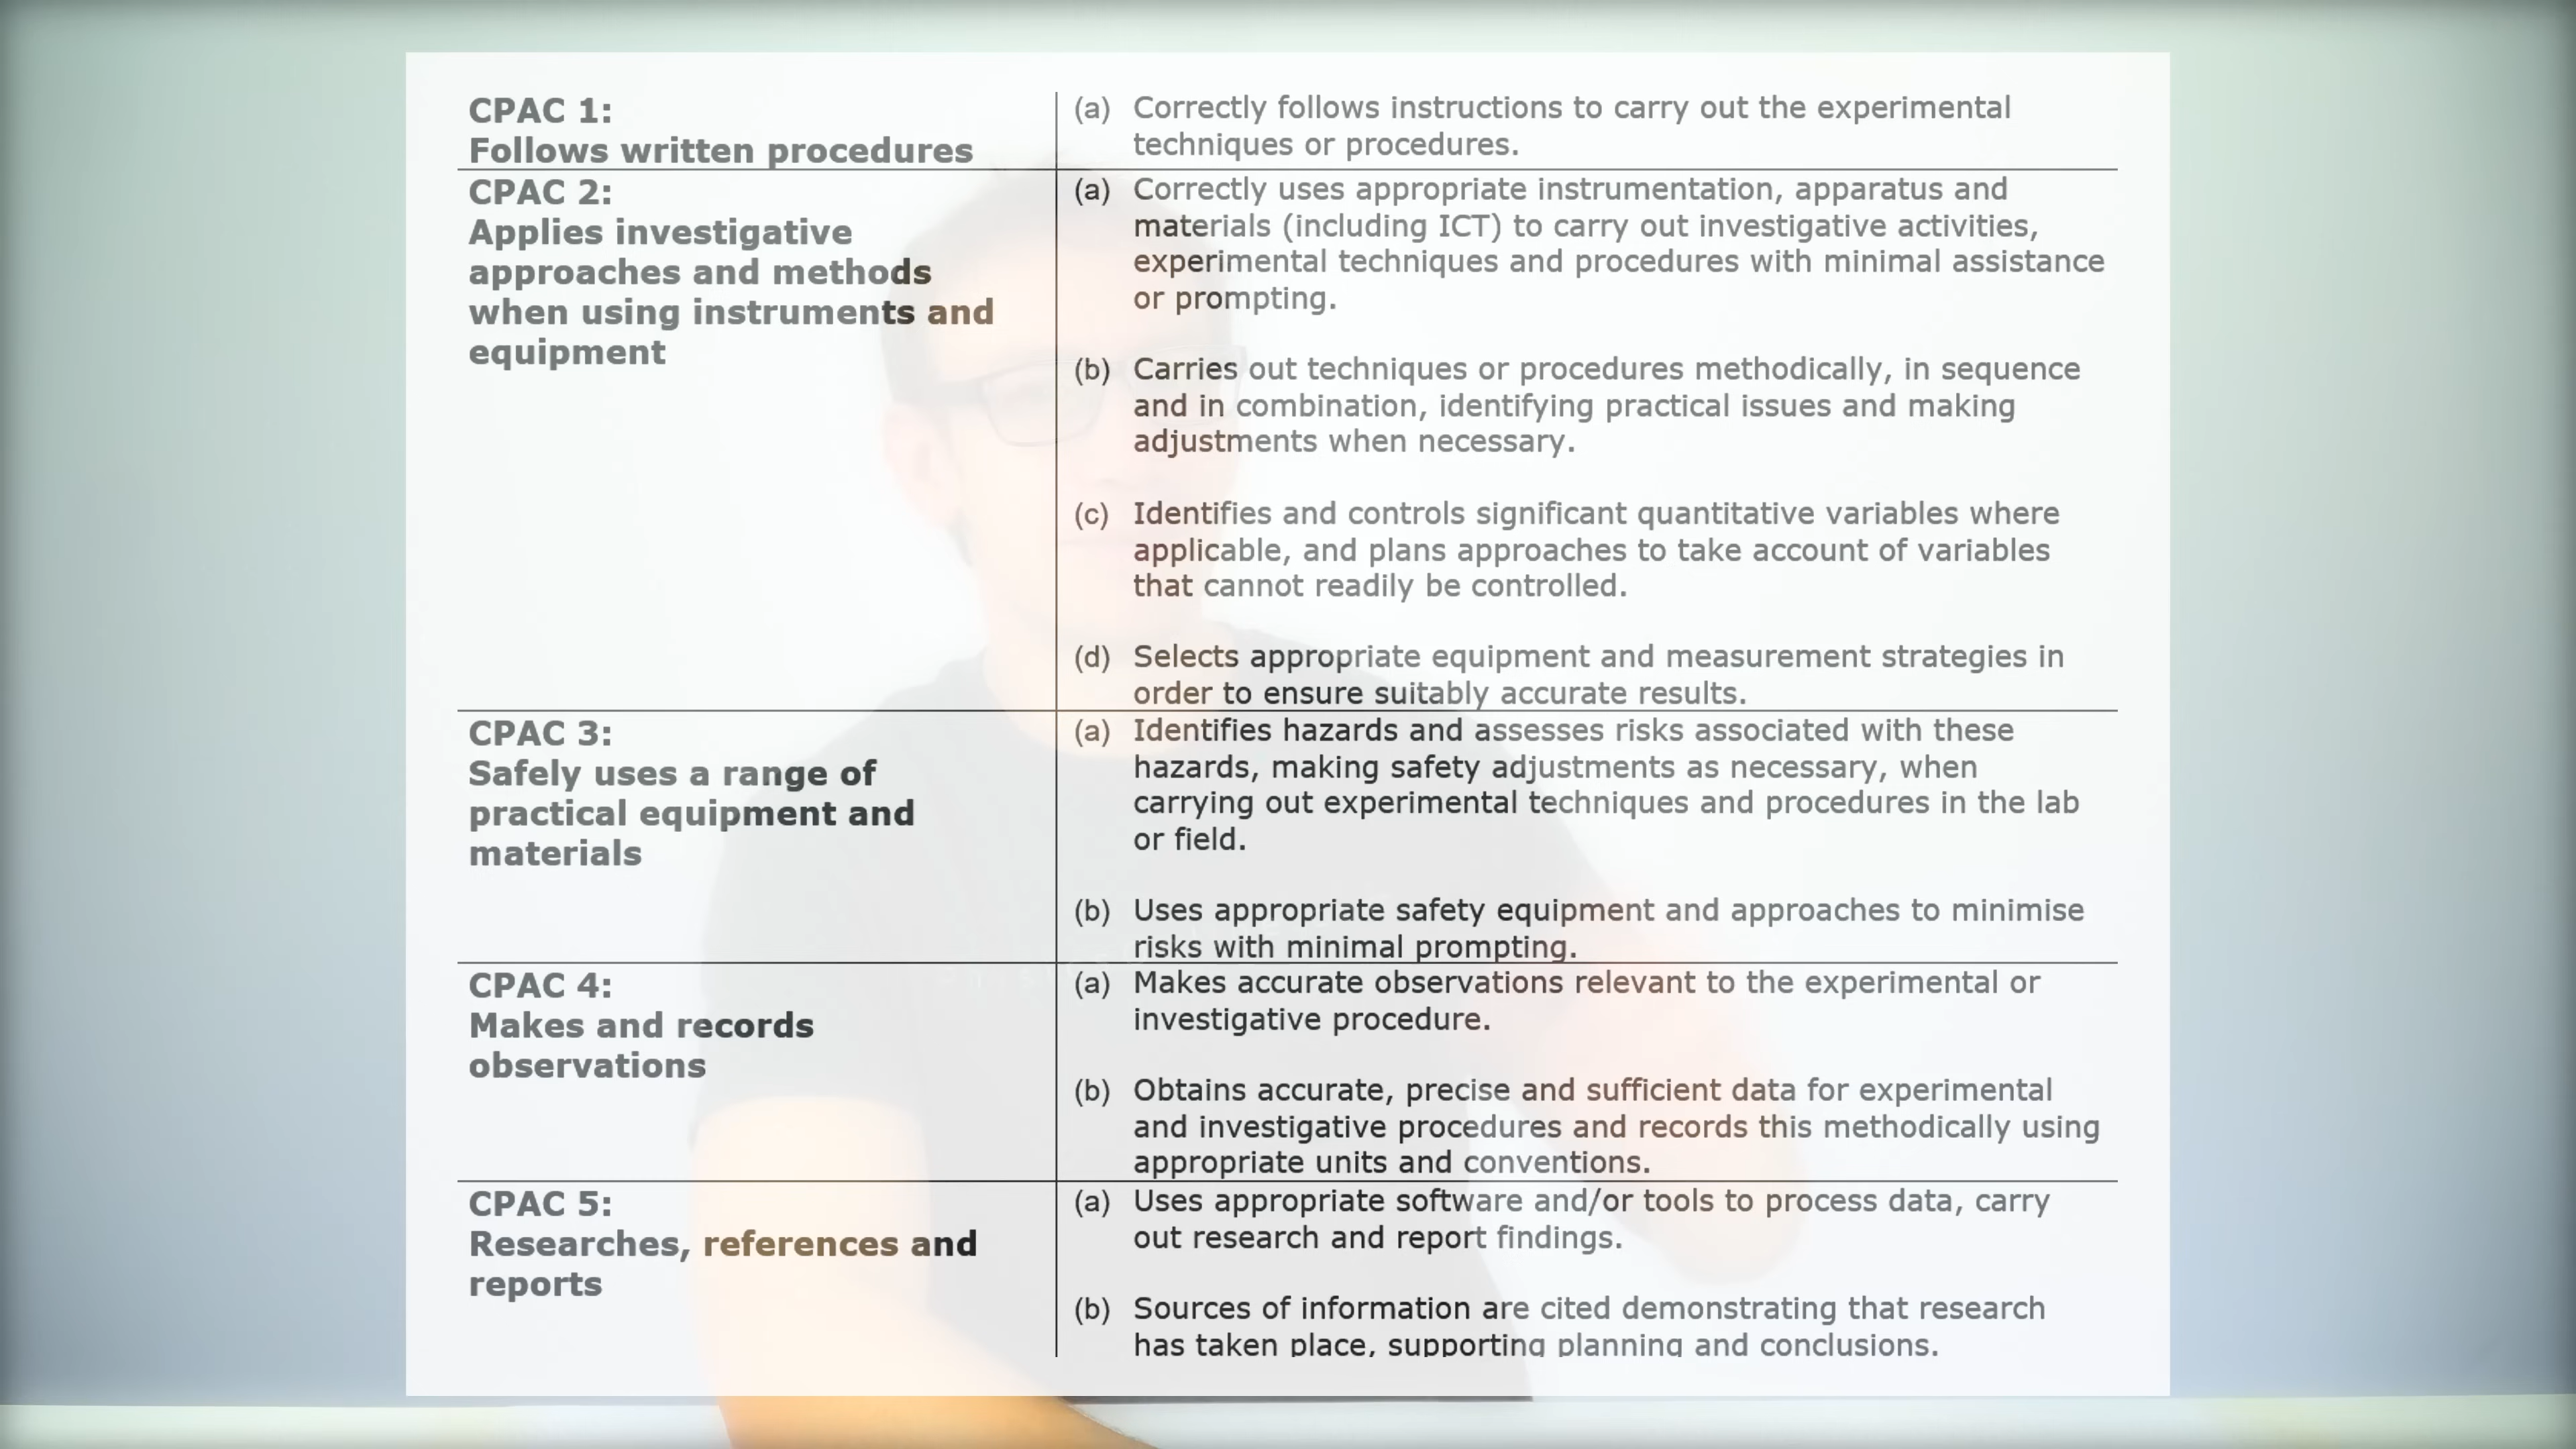 CPAC 1:
Follows written procedures
(a) Correctly follows instructions to carry out the experimental
techniques or procedures.
CPAC 2:
Applies investigative
approaches and methods
when using instruments and
equipment
(a) Correctly uses appropriate instrumentation, apparatus and
materials (including ICT) to carry out investigative activities,
experimental techniques and procedures with minimal assistance
or prompting.
(b) Carries out techniques or procedures methodically, in sequence
and in combination, identifying practical issues and making
adjustments when necessary.
(c) Identifies and controls significant quantitative variables where
applicable, and plans approaches to take account of variables
that cannot readily be controlled.
(d) Selects appropriate equipment and measurement strategies in
order to ensure suitably accurate results.
CPAC 3:
Safely uses a range of
practical equipment and
materials
(a) Identifies hazards and assesses risks associated with these
hazards, making safety adjustments as necessary, when
carrying out experimental techniques and procedures in the lab
or field.
(b) Uses appropriate safety equipment and approaches to minimise
risks with minimal prompting.
CPAC 4:
Makes and records
observations
(a) Makes accurate observations relevant to the experimental or
investigative procedure.
(b) Obtains accurate, precise and sufficient data for experimental
and investigative procedures and records this methodically using
appropriate units and conventions.
CPAC 5:
Researches, references and
reports
(a) Uses appropriate software and/or tools to process data, carry
out research and report findings.
(b) Sources of information are cited demonstrating that research
has taken place, supporting planning and conclusions.